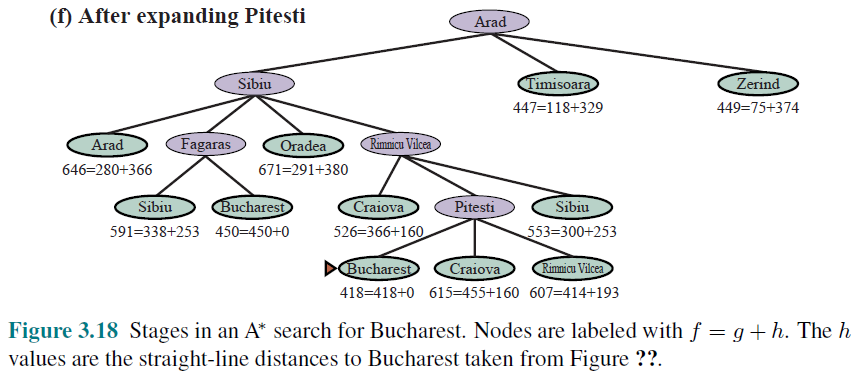 (f) After expanding Pitesti
Arad
Sibiu
Timisoara
Zerind
447=118+329
449=75+374
Arad
Fagaras
Oradea
Rimnicu Vilcea
646=280+366
671=291+380
Sibiu
Bucharest
Craiova
Pitesti
Sibiu
591=338+253
450=450+0
526=366+160
553=300+253
Bucharest
Craiova
Rimnicu Vilcea
418=418+0
615=455+160
607=414+193
Figure 3.18 Stages in an A* search for Bucharest. Nodes are labeled with f = g + h. The h
values are the straight-line distances to Bucharest taken from Figure ??.